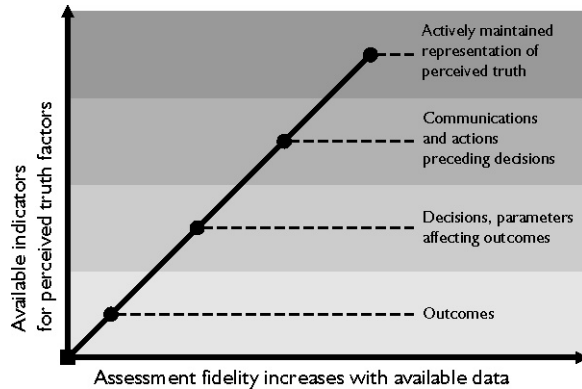 Actively maintained
representation of
perceived truth
Communications
and actions
preceding decisions
Decisions, parameters
affecting outcomes
Outcomes
Available indicators
for perceived truth factors
Assessment fidelity increases with available data